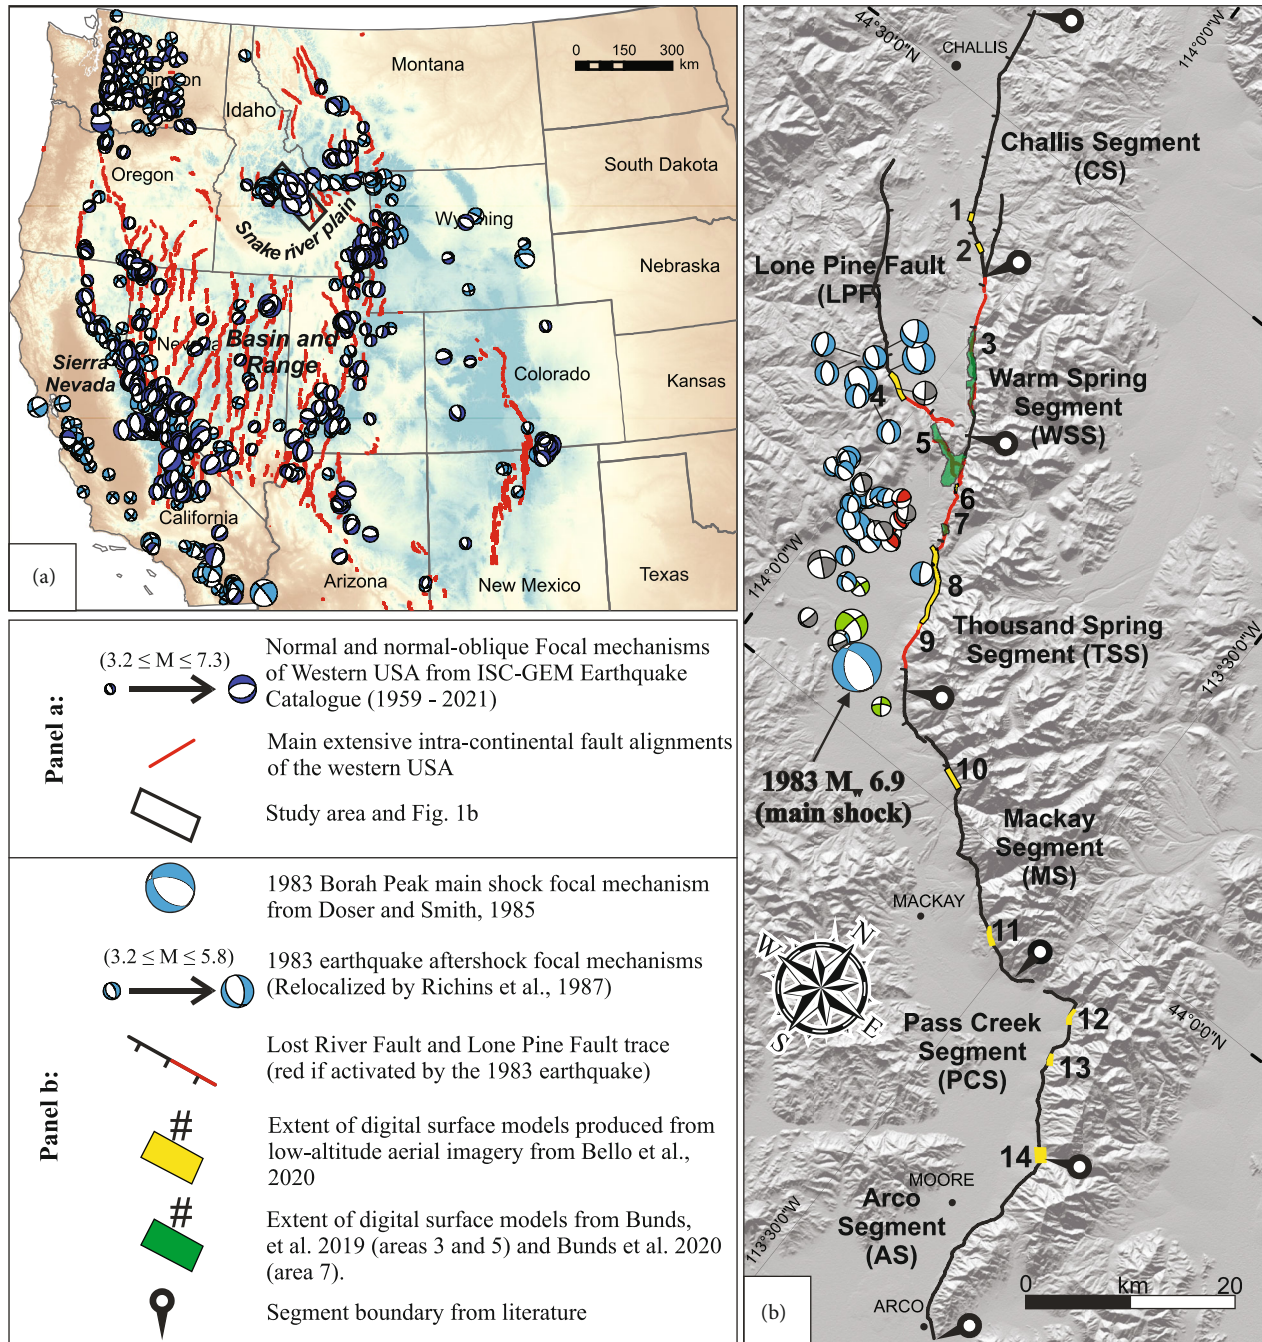 Montana
0 150 300
km
Washington
Idaho
Oregon
South Dakota
Wyoming
Snake river plain
Nebraska
Nevada
Basin and
Range
Sierra
Nevada
Colorado
Kansas
California
Arizona
New Mexico
Texas
(a)
Panel a:
(3.2 ≤ M ≤ 7.3)
Normal and normal-oblique Focal mechanisms
of Western USA from ISC-GEM Earthquake
Catalogue (1959 - 2021)
Main extensive intra-continental fault alignments
of the western USA
Study area and Fig. 1b
Panel b:
1983 Borah Peak main shock focal mechanism
from Doser and Smith, 1985
(3.2 ≤ M ≤ 5.8)
1983 earthquake aftershock focal mechanisms
(Relocalized by Richins et al., 1987)
Lost River Fault and Lone Pine Fault trace
(red if activated by the 1983 earthquake)
#
Extent of digital surface models produced from
low-altitude aerial imagery from Bello et al.,
2020
#
Extent of digital surface models from Bunds,
et al. 2019 (areas 3 and 5) and Bunds et al. 2020
(area 7).
Segment boundary from literature
44°30'0"N
114°0'0"W
CHALLIS
Challis Segment
(CS)
1
2
Lone Pine Fault
(LPF)
3
Warm Spring
Segment
(WSS)
4
5
6
7
114°0'0"W
8
9
Thousand Spring
Segment (TSS)
113°30'0"W
1983 Mw 6.9
(main shock)
10
Mackay
Segment
(MS)
MACKAY
11
N
W
E
S
Pass Creek
Segment
(PCS)
12
13
44°0'0"N
14
MOORE
Arco
Segment
(AS)
113°30'0"W
0 km 20
ARCO
(b)